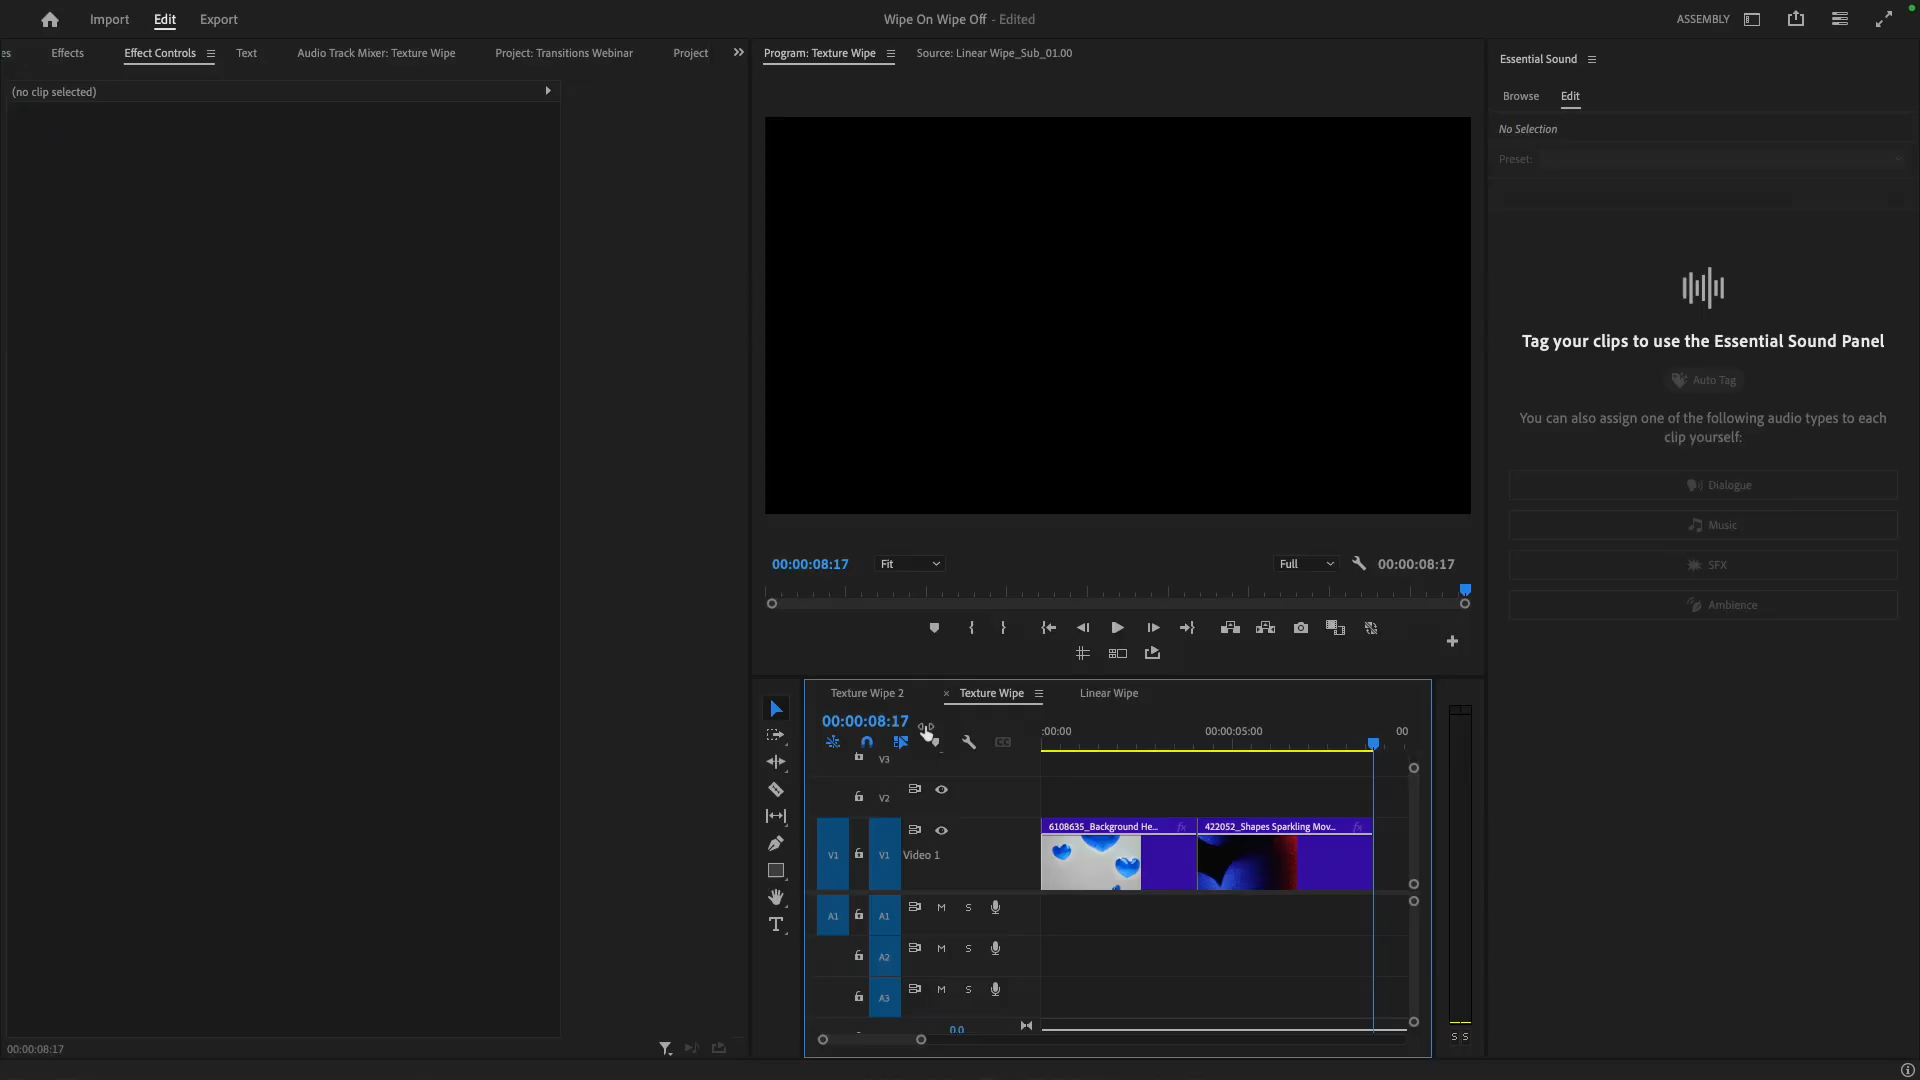 Import
Edit
Export
Wipe On Wipe Off - Edited
ASSEMBLY
es
Effects
Effect Controls
Text
Audio Track Mixer: Texture Wipe
Project: Transitions Webinar
Project
Program: Texture Wipe
Source: Linear Wipe_Sub_01.00
Essential Sound
(no clip selected)
Browse
Edit
No Selection
Preset:
Tag your clips to use the Essential Sound Panel
Auto Tag
You can also assign one of the following audio types to each
clip yourself:
Dialogue
Music
SFX
Ambience
00:00:08:17
Fit
Full
00:00:08:17
Texture Wipe 2
× Texture Wipe
Linear Wipe
00:00:08:17
:00:00
00:00:05:00
00
CC
V3
V2
6108635_Background He...
fx
422052_Shapes Sparkling Mov...
fx
V1
V1
Video 1
A1
A1
M
S
A2
M
S
A3
M
S
0.0
S S
00:00:08:17